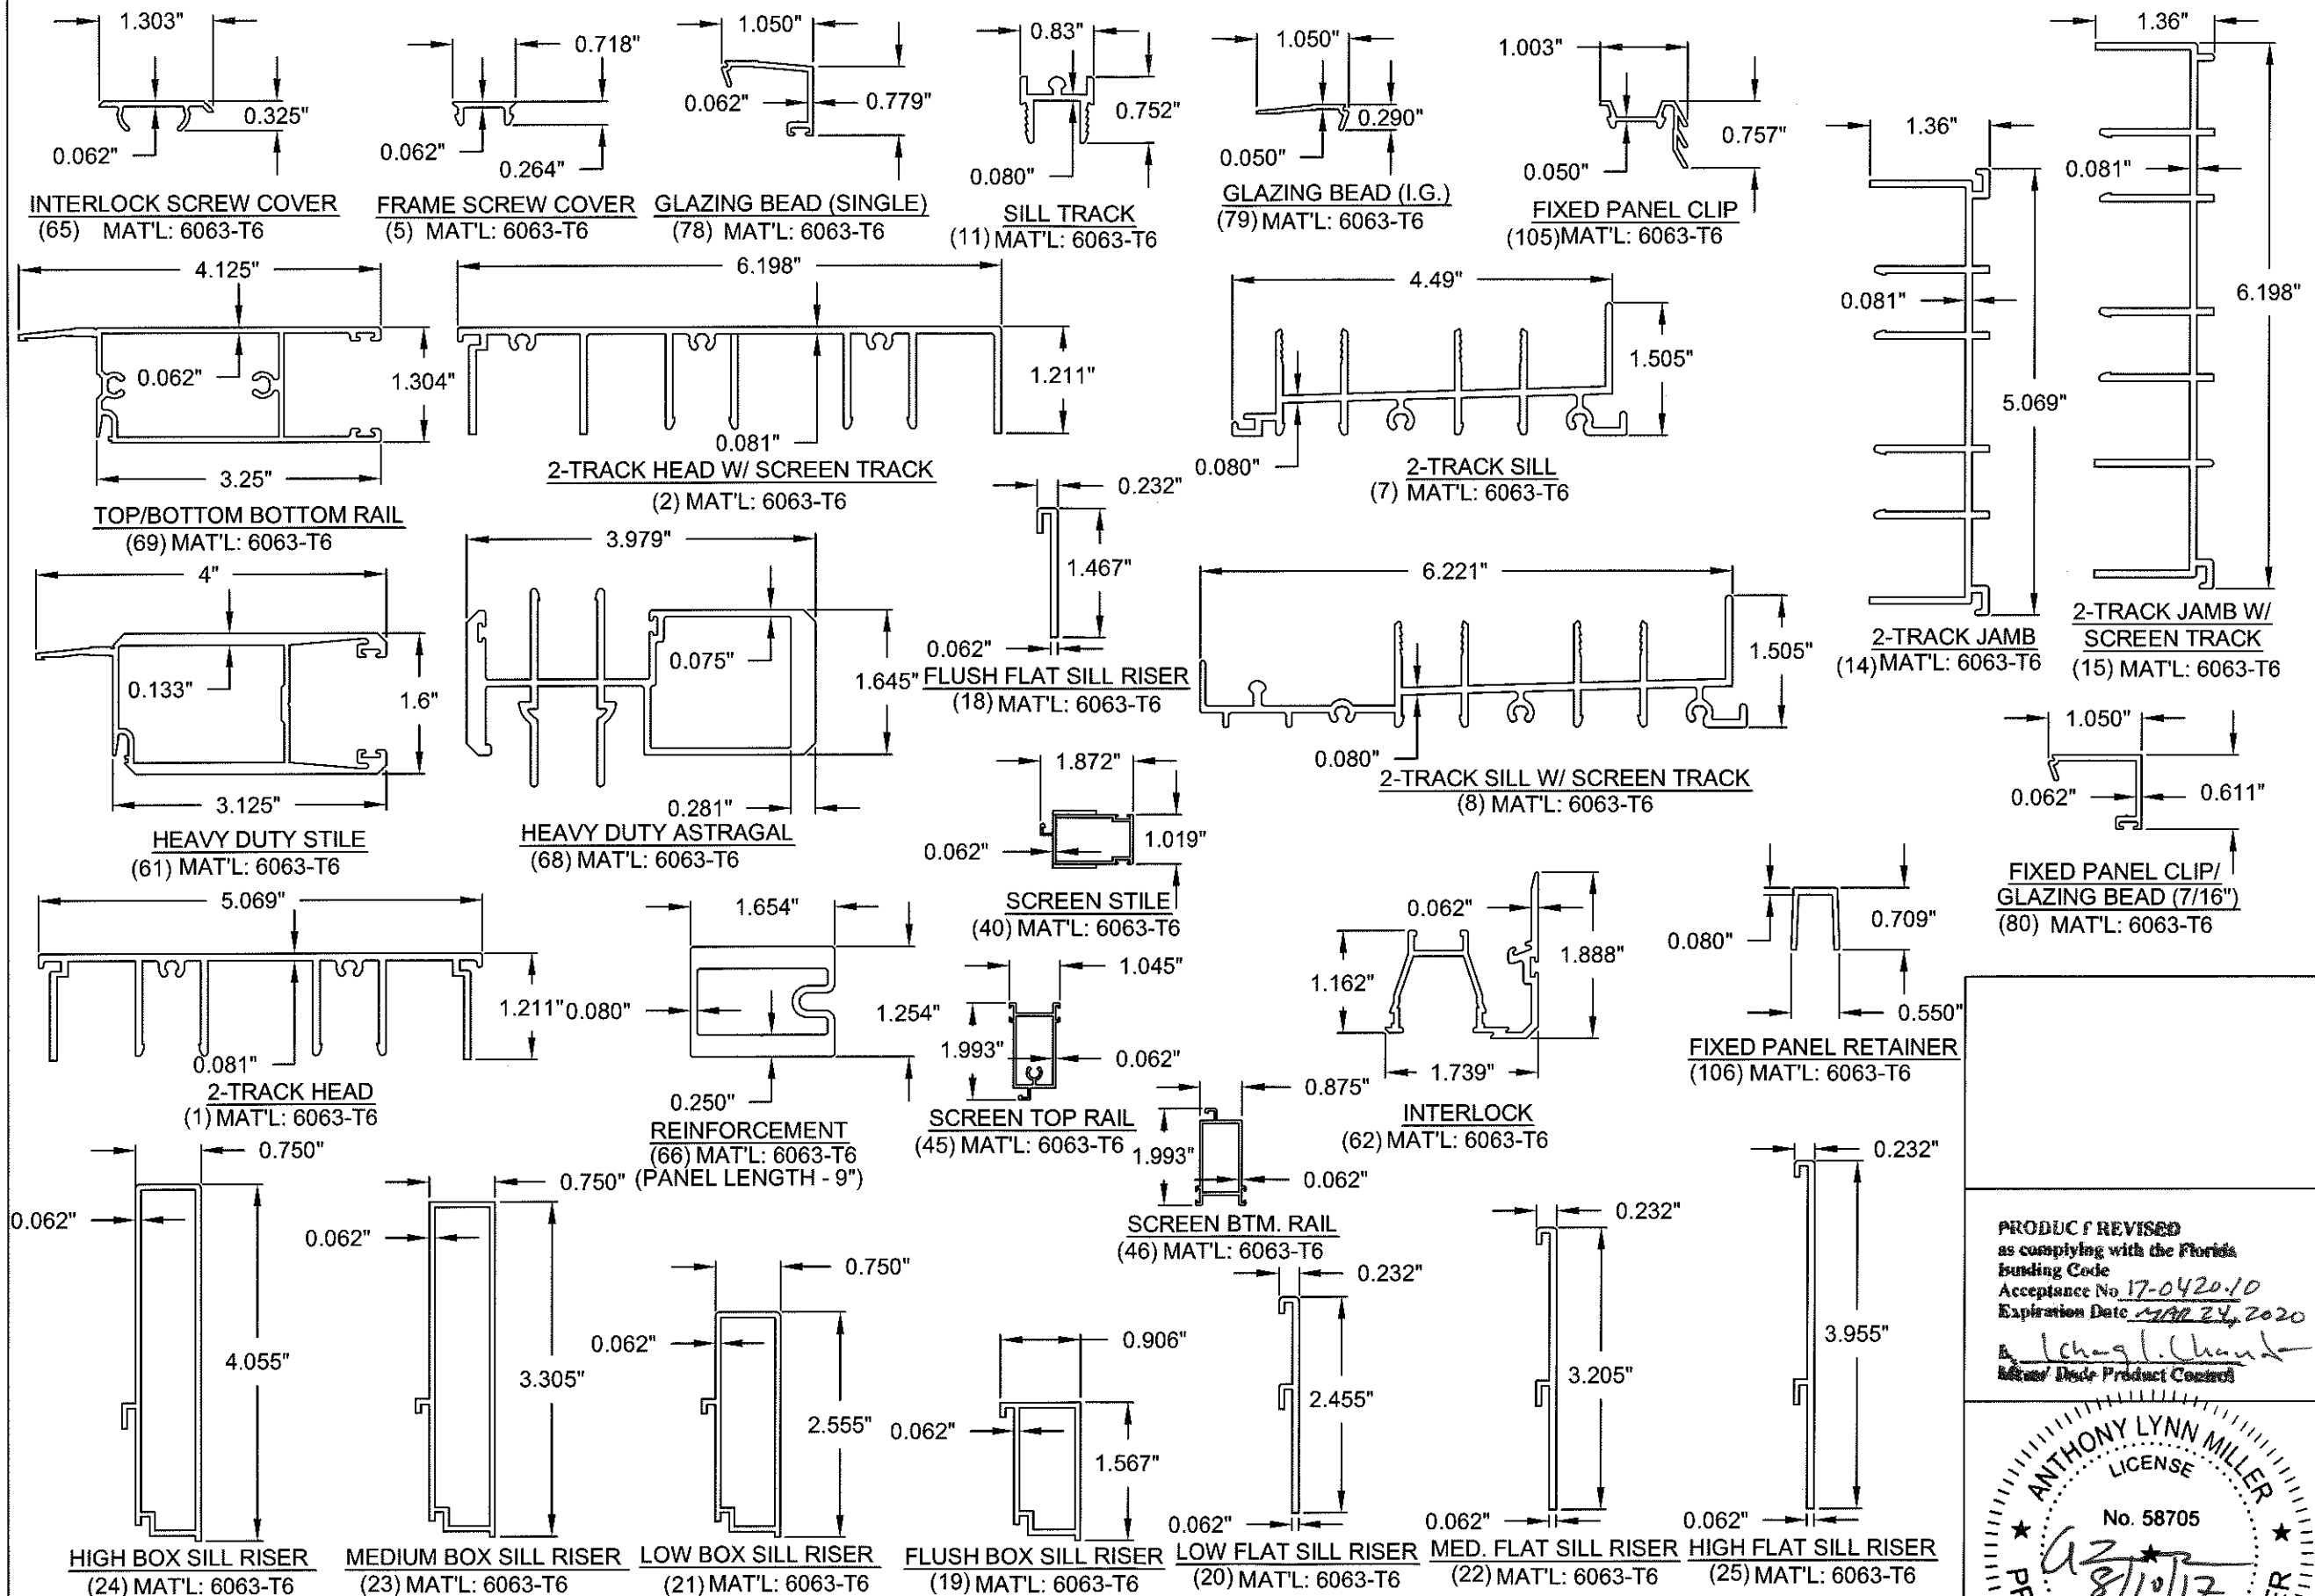 1.303"
0.325"
0.062"
INTERLOCK SCREW COVER
(65) MAT'L: 6063-T6
0.718"
0.062"
0.264"
FRAME SCREW COVER
(5) MAT'L: 6063-T6
1.050"
0.062"
0.779"
GLAZING BEAD (SINGLE)
(78) MAT'L: 6063-T6
0.83"
0.752"
0.080"
SILL TRACK
(11) MAT'L: 6063-T6
1.050"
0.290"
0.050"
GLAZING BEAD (I.G.)
(79) MAT'L: 6063-T6
1.003"
0.757"
0.050"
FIXED PANEL CLIP
(105) MAT'L: 6063-T6
1.36"
0.081"
5.069"
2-TRACK JAMB
(14) MAT'L: 6063-T6
1.36"
0.081"
6.198"
2-TRACK JAMB W/
SCREEN TRACK
(15) MAT'L: 6063-T6
4.125"
0.062"
1.304"
3.25"
TOP/BOTTOM BOTTOM RAIL
(69) MAT'L: 6063-T6
6.198"
1.211"
0.081"
2-TRACK HEAD W/ SCREEN TRACK
(2) MAT'L: 6063-T6
4.49"
1.505"
0.080"
2-TRACK SILL
(7) MAT'L: 6063-T6
4"
0.133"
1.6"
3.125"
HEAVY DUTY STILE
(61) MAT'L: 6063-T6
3.979"
0.075"
1.645"
0.281"
HEAVY DUTY ASTRAGAL
(68) MAT'L: 6063-T6
0.232"
1.467"
0.062"
FLUSH FLAT SILL RISER
(18) MAT'L: 6063-T6
6.221"
1.505"
0.080"
2-TRACK SILL W/ SCREEN TRACK
(8) MAT'L: 6063-T6
1.872"
1.019"
0.062"
SCREEN STILE
(40) MAT'L: 6063-T6
1.050"
0.062"
0.611"
FIXED PANEL CLIP/
GLAZING BEAD (7/16")
(80) MAT'L: 6063-T6
5.069"
1.211"
0.081"
2-TRACK HEAD
(1) MAT'L: 6063-T6
1.654"
0.080"
1.254"
0.250"
REINFORCEMENT
(66) MAT'L: 6063-T6
(PANEL LENGTH - 9")
1.045"
1.993"
0.062"
SCREEN TOP RAIL
(45) MAT'L: 6063-T6
0.062"
1.162"
1.888"
1.739"
INTERLOCK
(62) MAT'L: 6063-T6
0.709"
0.080"
0.550"
FIXED PANEL RETAINER
(106) MAT'L: 6063-T6
0.875"
1.993"
0.062"
SCREEN BTM. RAIL
(46) MAT'L: 6063-T6
0.750"
0.062"
4.055"
HIGH BOX SILL RISER
(24) MAT'L: 6063-T6
0.750"
0.062"
3.305"
MEDIUM BOX SILL RISER
(23) MAT'L: 6063-T6
0.750"
0.062"
2.555"
LOW BOX SILL RISER
(21) MAT'L: 6063-T6
0.906"
0.062"
1.567"
FLUSH BOX SILL RISER
(19) MAT'L: 6063-T6
0.232"
2.455"
0.062"
LOW FLAT SILL RISER
(20) MAT'L: 6063-T6
0.232"
3.205"
0.062"
MED. FLAT SILL RISER
(22) MAT'L: 6063-T6
0.232"
3.955"
0.062"
HIGH FLAT SILL RISER
(25) MAT'L: 6063-T6
PRODUCT REVISED
as complying with the Florida
Building Code
Acceptance No 17-0420.10
Expiration Date MAR 24, 2020
Miami Dade Product Control
ANTHONY LYNN MILLER
LICENSE
No. 58705
8/10/17